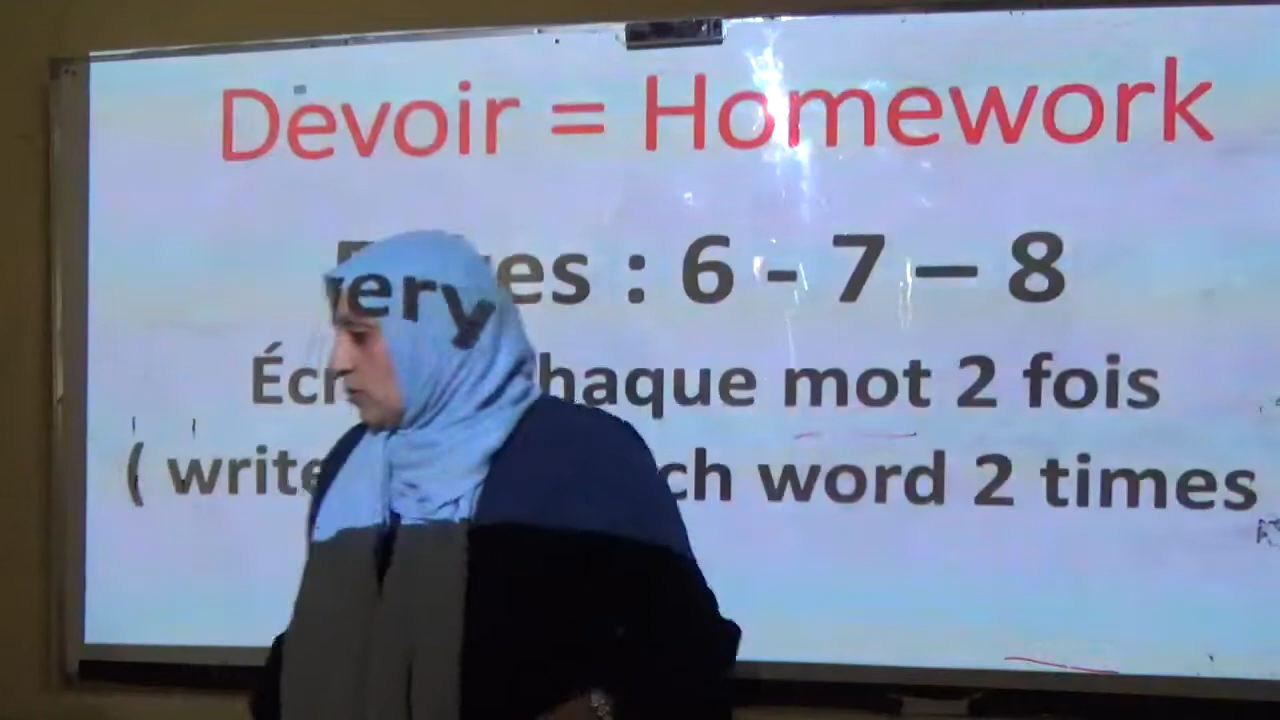 Devoir = Homework
es : 6 - 7 – 8
Écr haque mot 2 fois
( write ch word 2 times